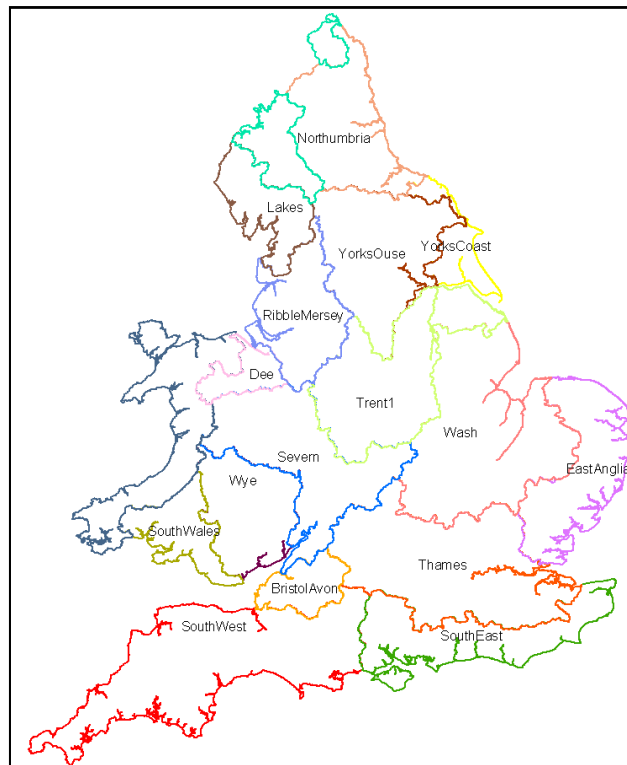 Northumbria
Lakes
YorksOuse
YorksCoast
RibbleMersey
Dee
Trent1
Wash
Severn
Wye
EastAnglia
SouthWales
Thames
BristolAvon
SouthWest
SouthEast